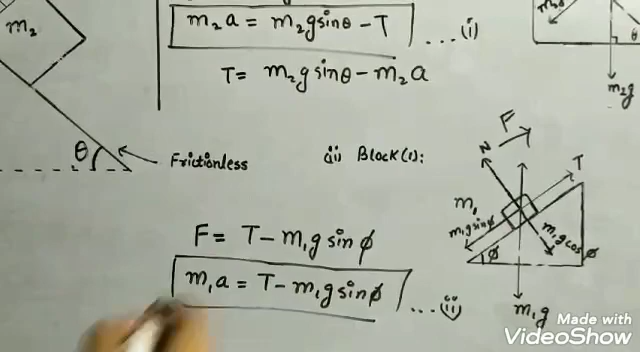 m₂
m₂a = m₂g sinθ − T ...(i)
T = m₂g sinθ − m₂a
m₂g
θ
θ
Frictionless
(ii) Block(1):
F
N
T
m₁
m₁g sinϕ
m₁g cosϕ
ϕ
m₁g
F = T − m₁g sin ϕ
m₁a = T − m₁g sinϕ ...(ii)
Made with
VideoShow